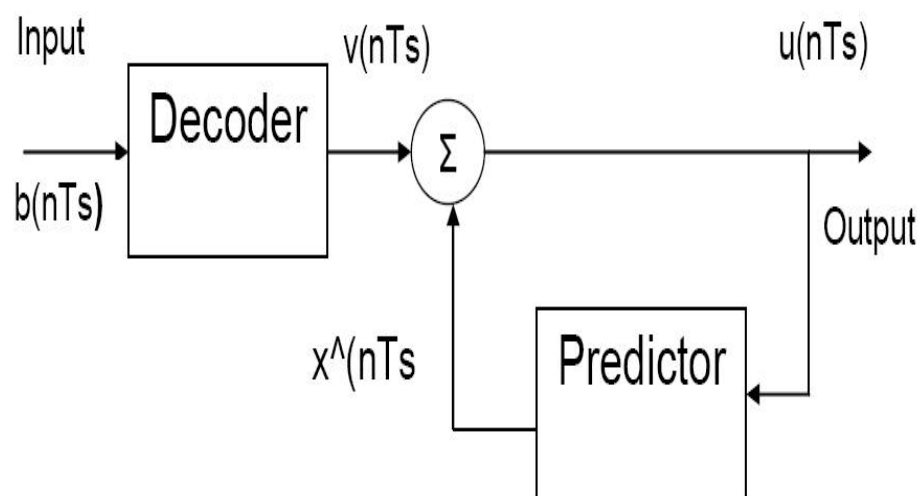 Input
v(nTs)
u(nTs)
Decoder
Σ
b(nTs)
Output
x^(nTs
Predictor